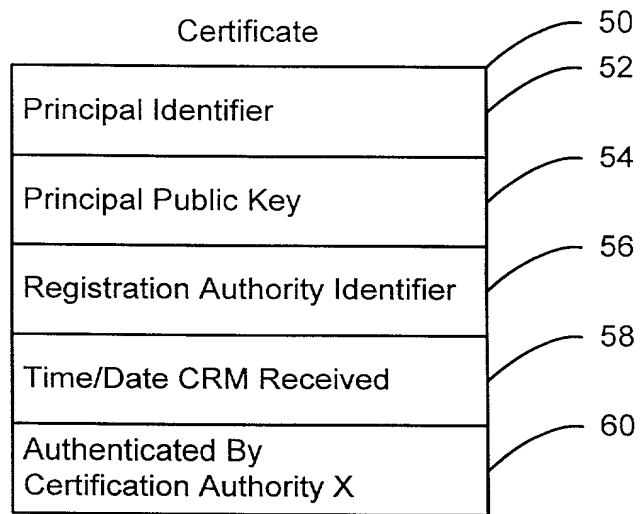 Certificate
50
52
Principal Identifier
54
Principal Public Key
56
Registration Authority Identifier
58
Time/Date CRM Received
60
Authenticated By
Certification Authority X